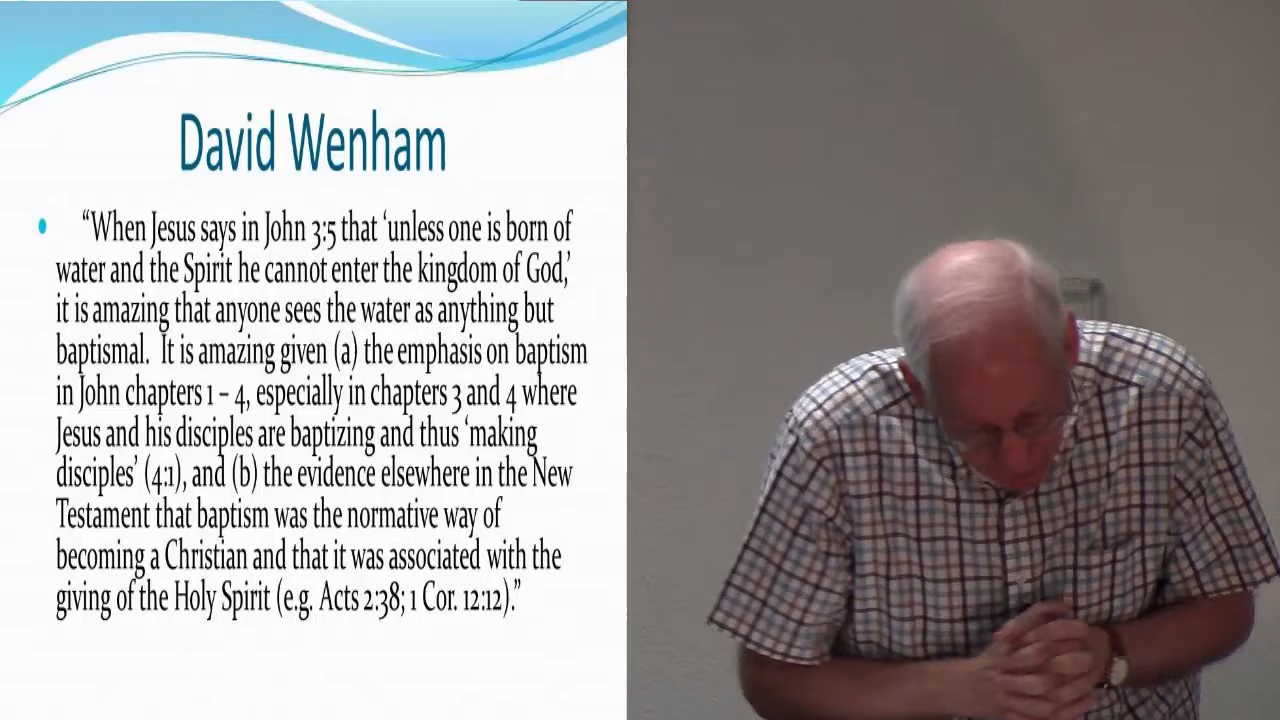 David Wenham
“When Jesus says in John 3:5 that ‘unless one is born of
water and the Spirit he cannot enter the kingdom of God,’
it is amazing that anyone sees the water as anything but
baptismal. It is amazing given (a) the emphasis on baptism
in John chapters 1 – 4, especially in chapters 3 and 4 where
Jesus and his disciples are baptizing and thus ‘making
disciples’ (4:1), and (b) the evidence elsewhere in the New
Testament that baptism was the normative way of
becoming a Christian and that it was associated with the
giving of the Holy Spirit (e.g. Acts 2:38; 1 Cor. 12:12).”